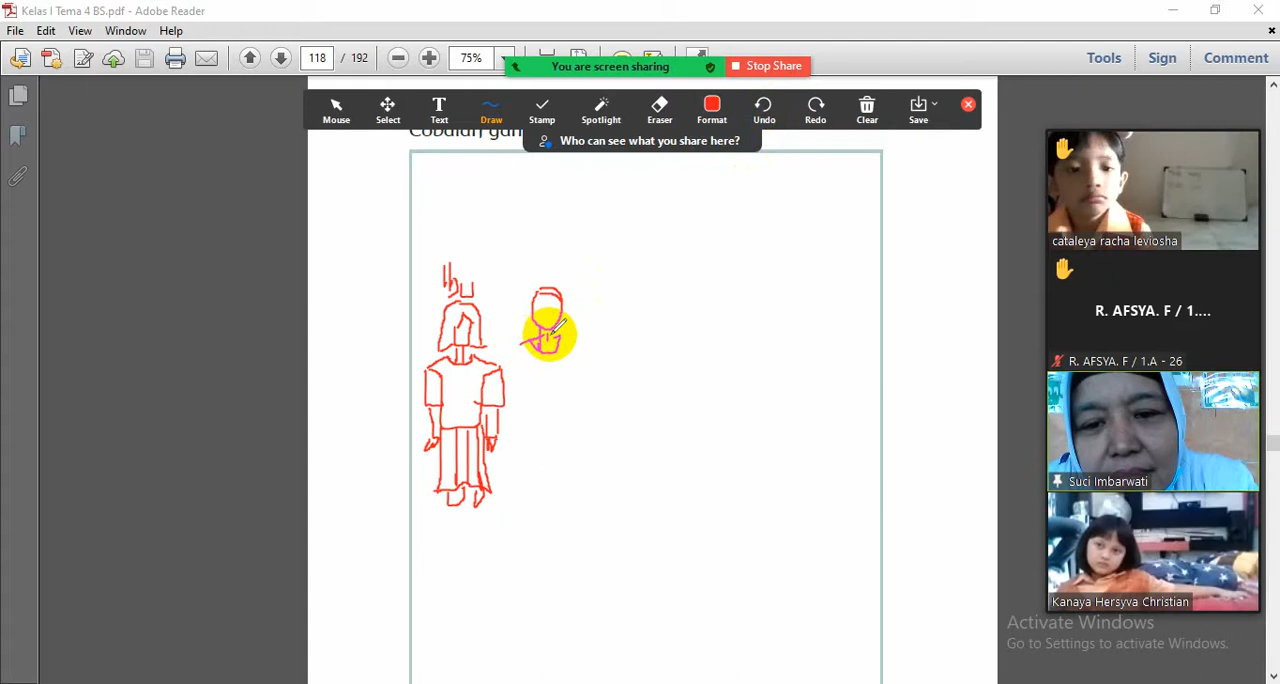 Kelas I Tema 4 BS.pdf - Adobe Reader
File Edit View Window Help
118 / 192 75% Tools Sign Comment
You are screen sharing Stop Share
Mouse Select Text Draw Stamp Spotlight Eraser Format Undo Redo Clear Save
Who can see what you share here?
Ibu
cataleya racha leviosha
R. AFSYA. F / 1....
R. AFSYA. F / 1.A - 26
Suci Imbarwati
Kanaya Hersyva Christian
Activate Windows
Go to Settings to activate Windows.